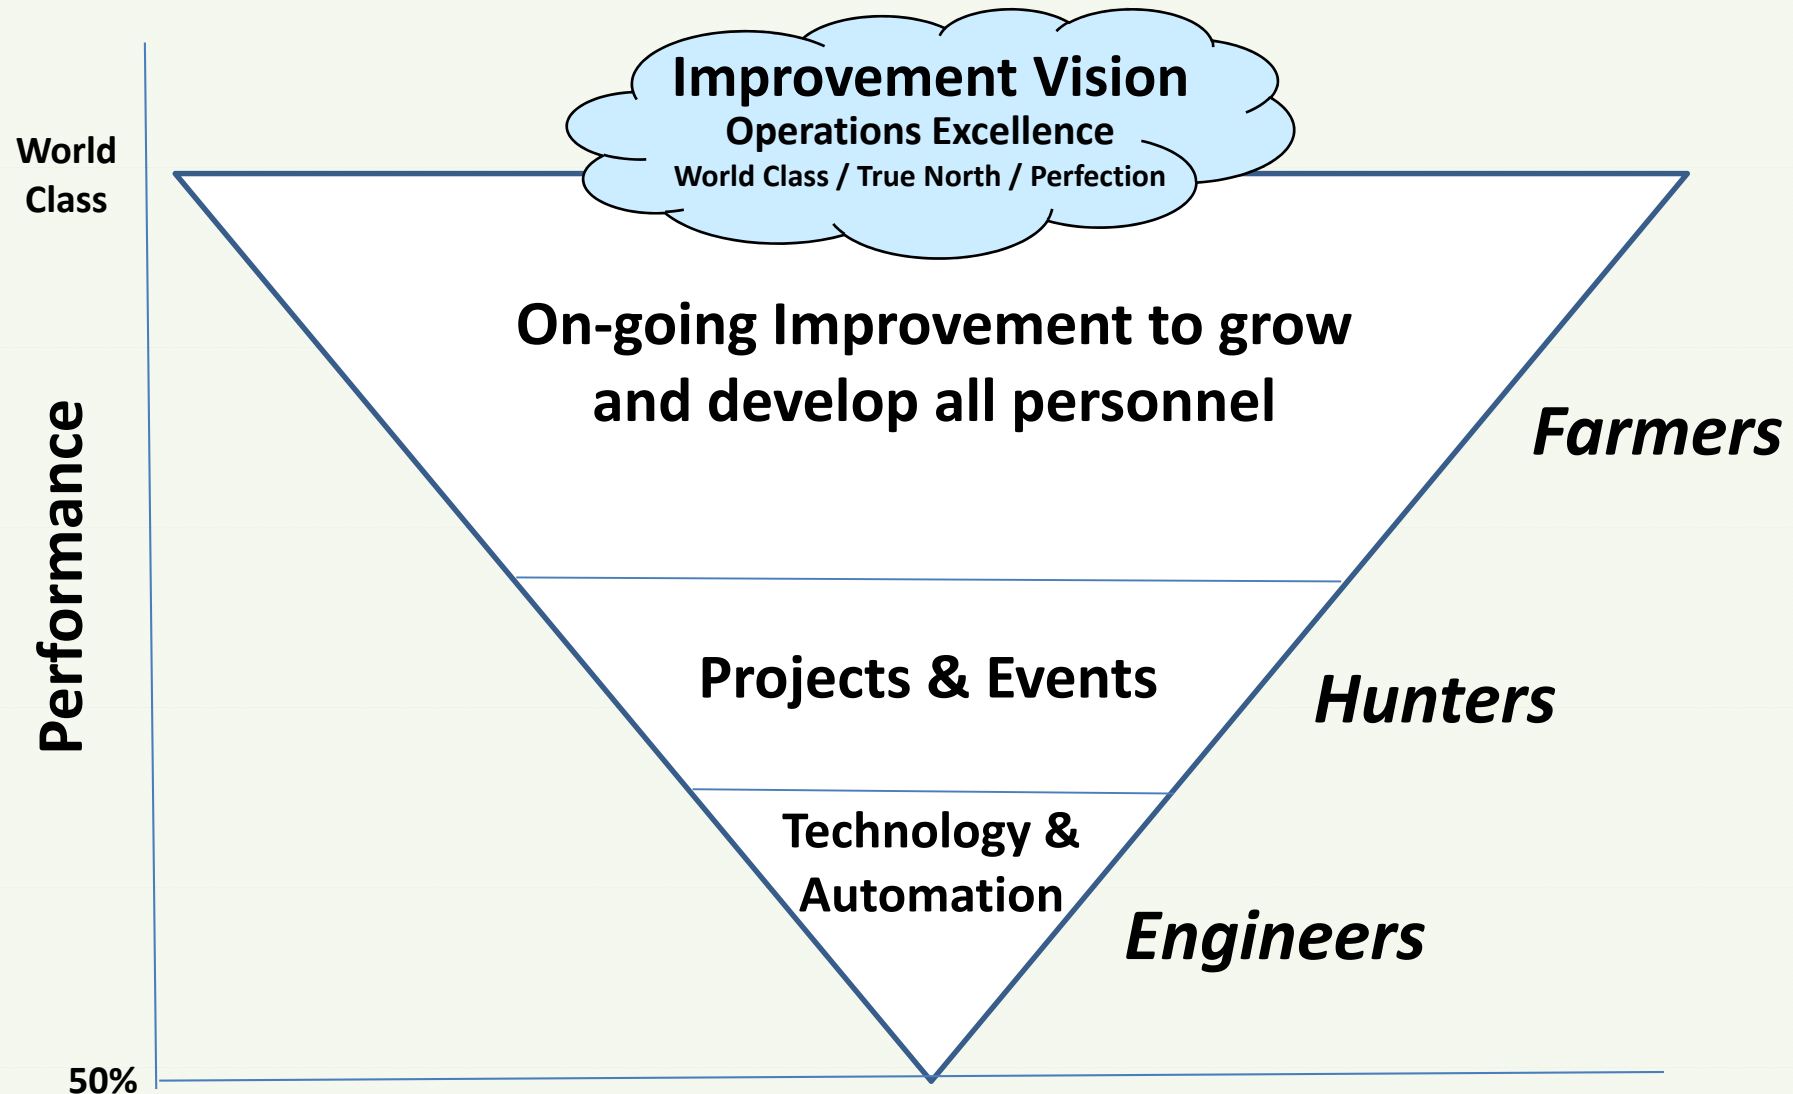 Improvement Vision
Operations Excellence
World Class / True North / Perfection
World
Class
On-going Improvement to grow
and develop all personnel
Farmers
Performance
Projects & Events
Hunters
Technology &
Automation
Engineers
50%